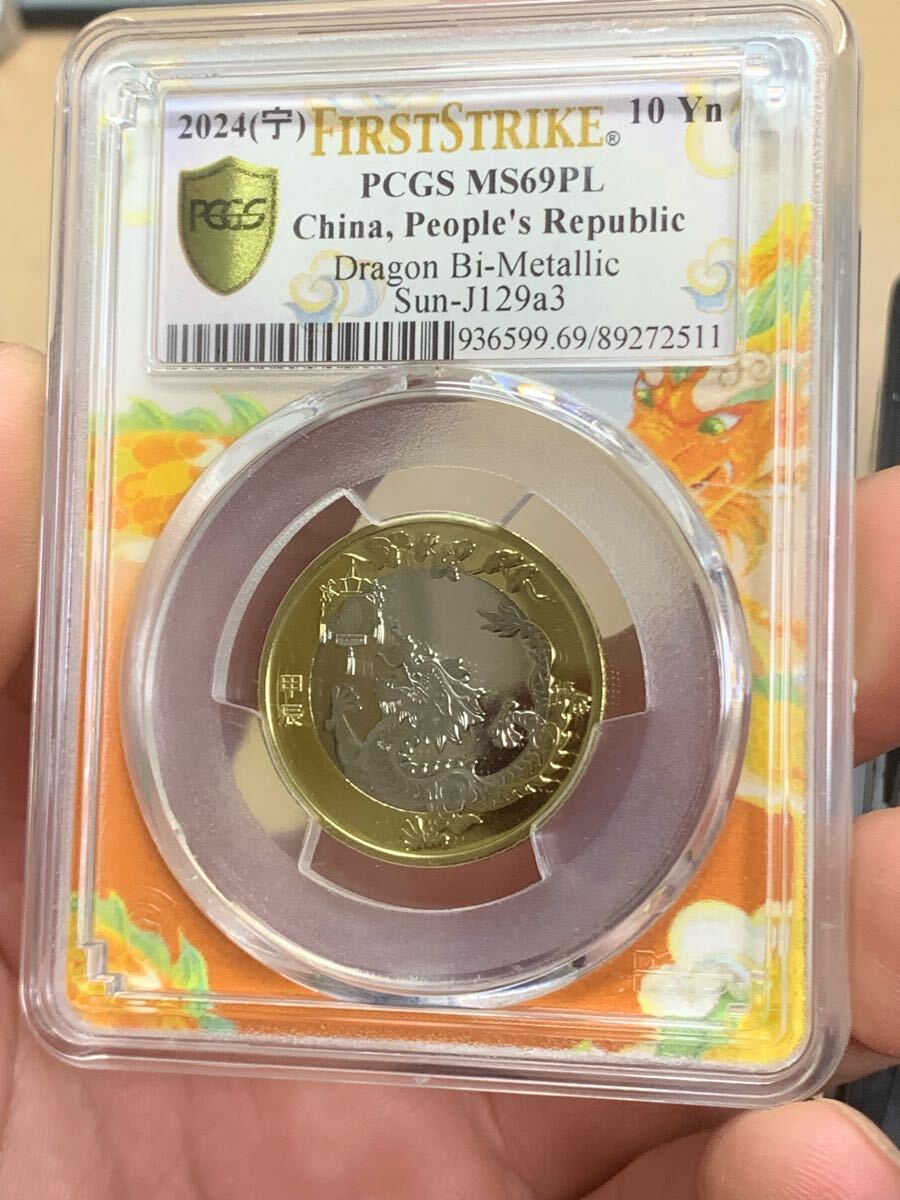 2024(宁) FIRSTSTRIKE® 10 Yn
PCGS MS69PL
PCGS
China, People's Republic
Dragon Bi-Metallic
Sun-J129a3
936599.69/89272511
甲辰